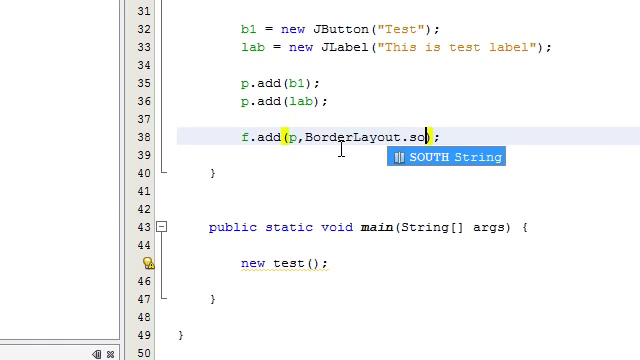 31
32 b1 = new JButton("Test");
33 lab = new JLabel("This is test label");
34
35 p.add(b1);
36 p.add(lab);
37
38 f.add(p,BorderLayout.so);
SOUTH String
39
40 }
41
42
43 public static void main(String[] args) {
44
new test();
46
47 }
48
49 }
50